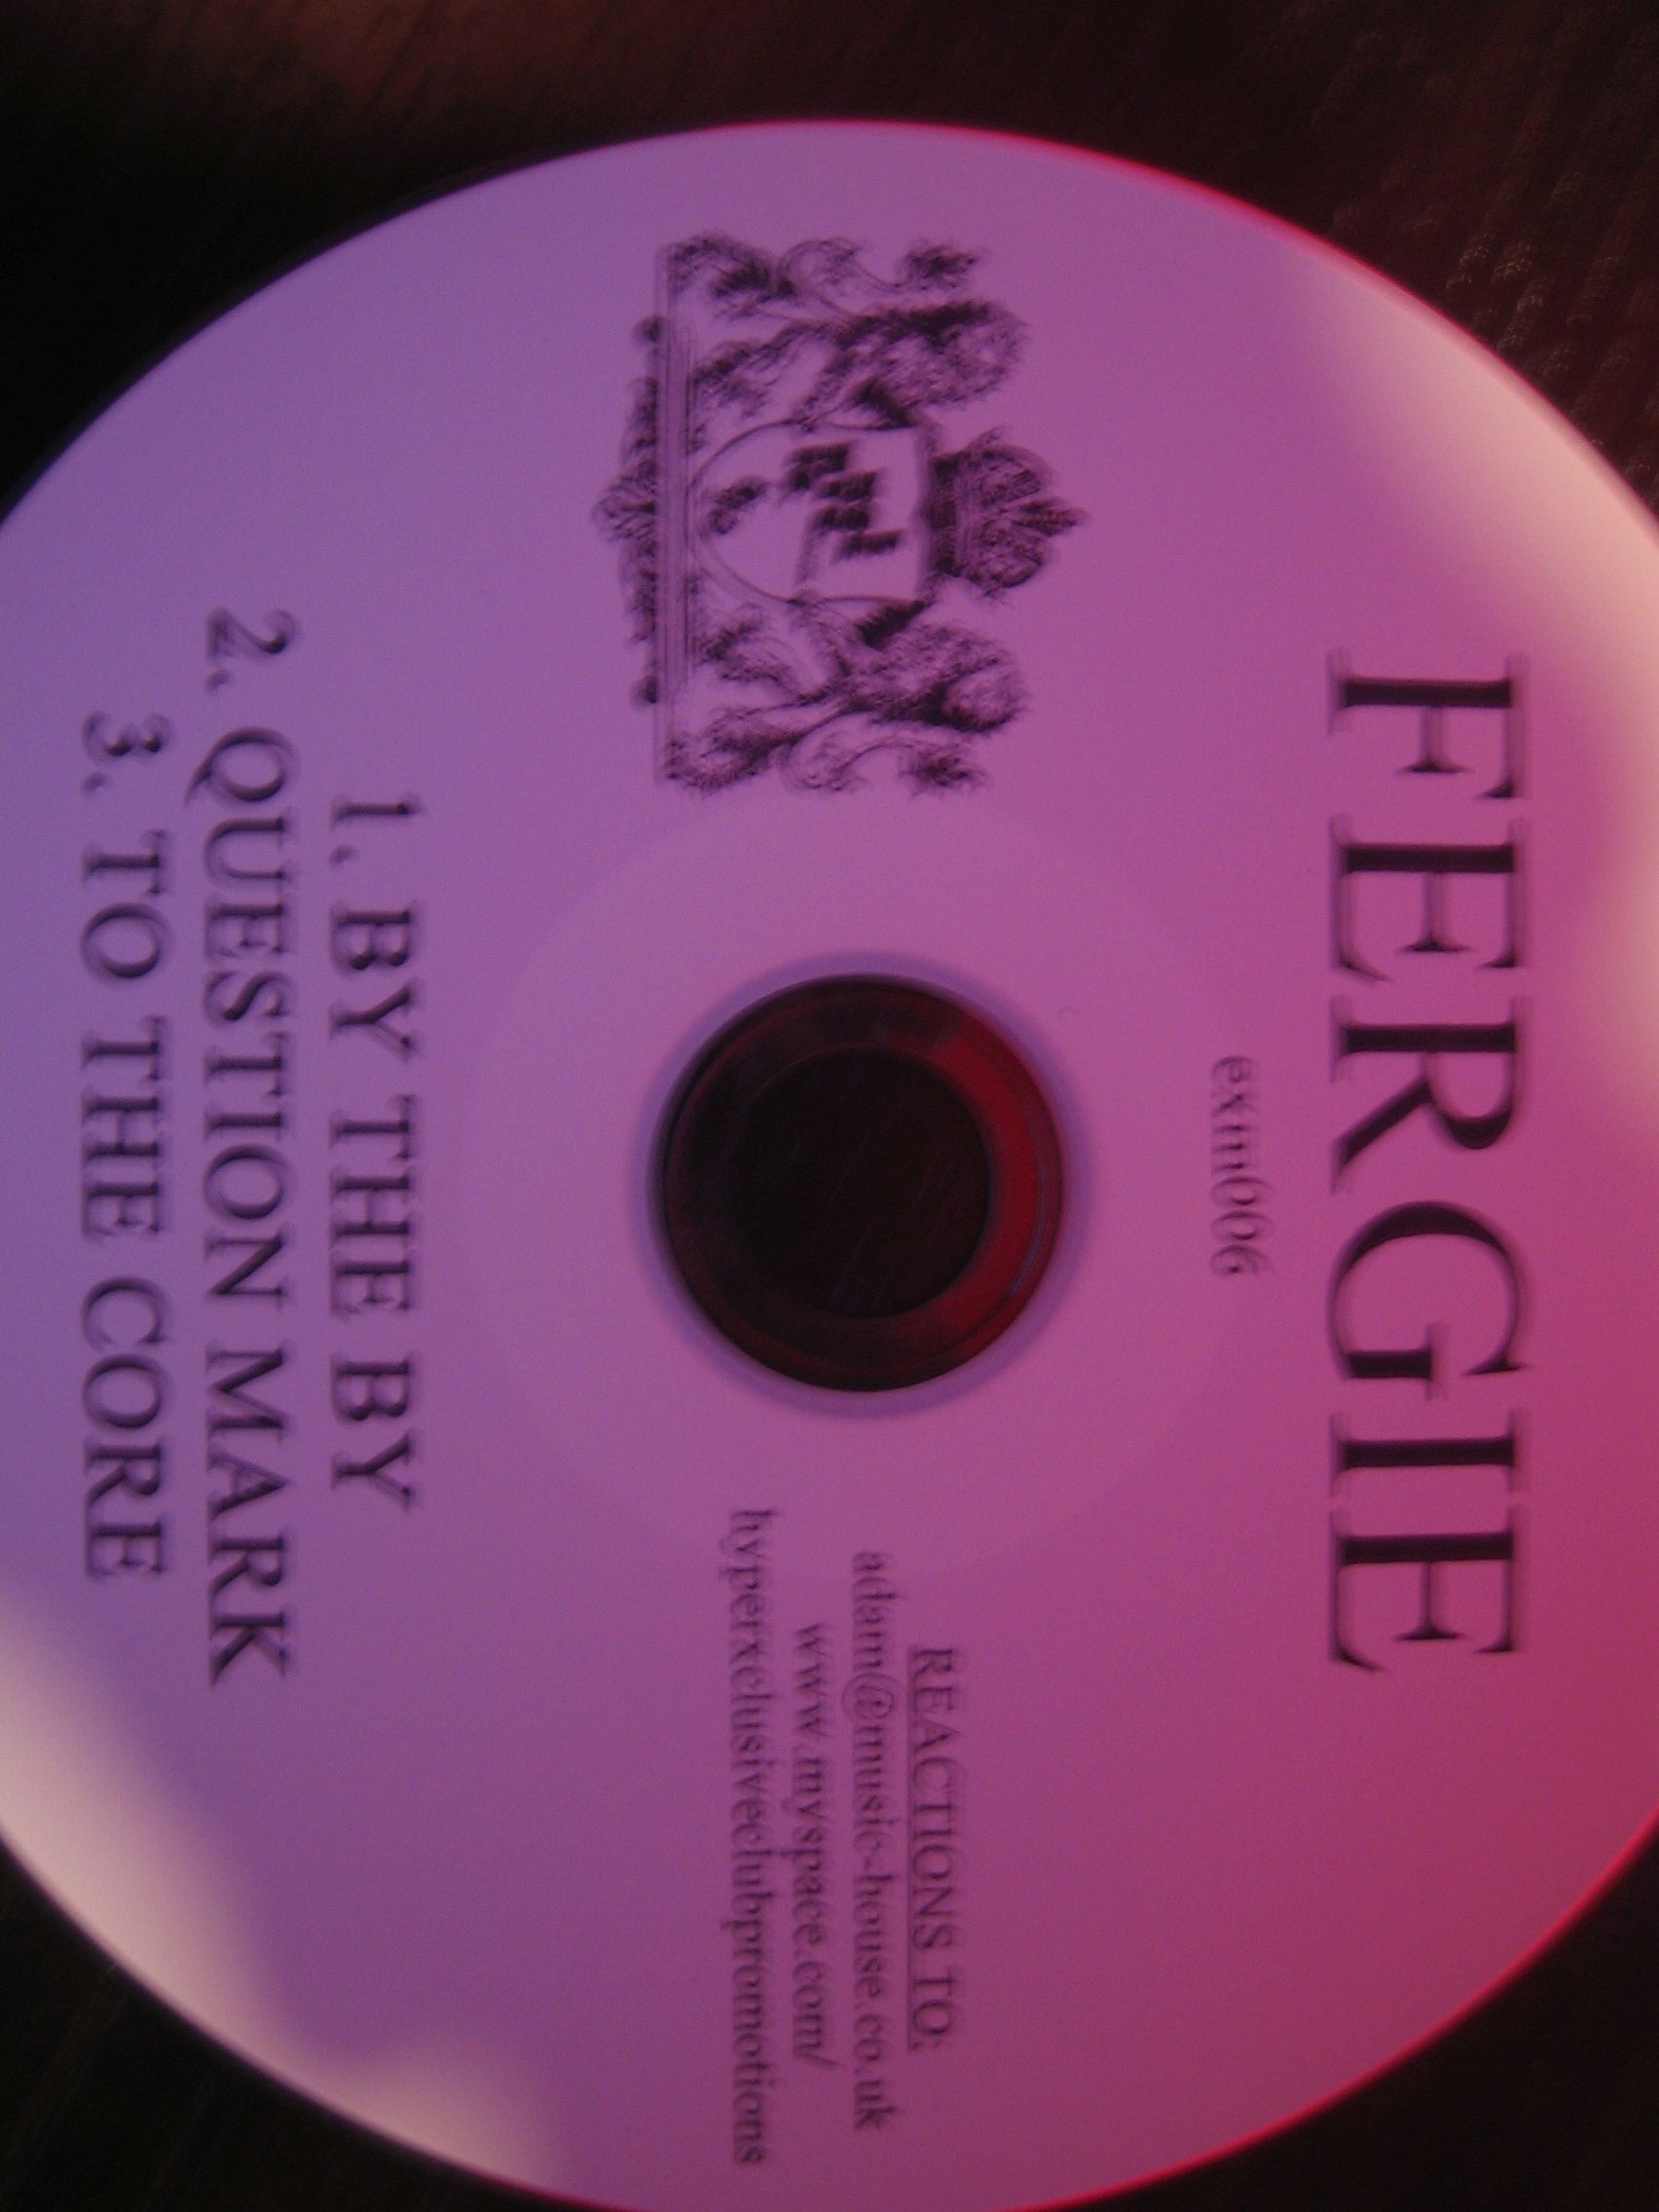 FERGIE
exm006
REACTIONS TO:
adam@music-house.co.uk
www.myspace.com/
hyperxclusiveclubpromotions
1. BY THE BY
2. QUESTION MARK
3. TO THE CORE